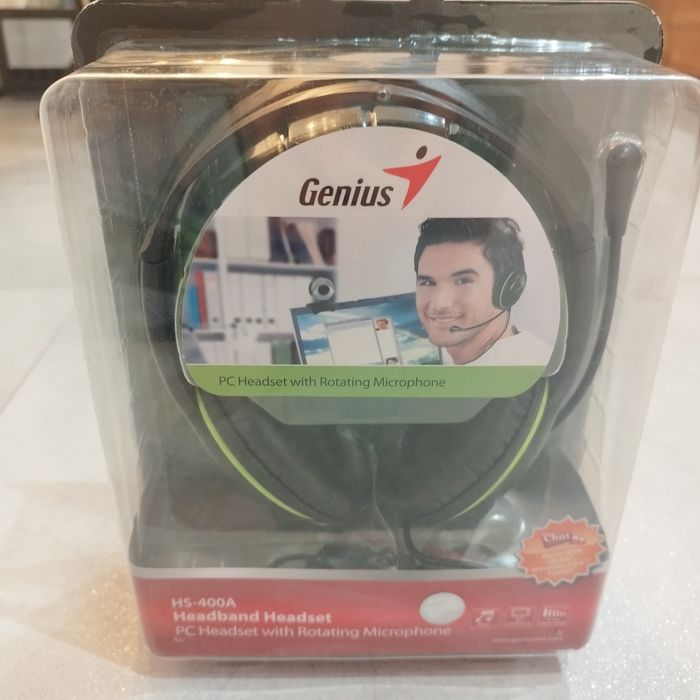 Genius
PC Headset with Rotating Microphone
Chat
HS-400A
Headband Headset
PC Headset with Rotating Microphone